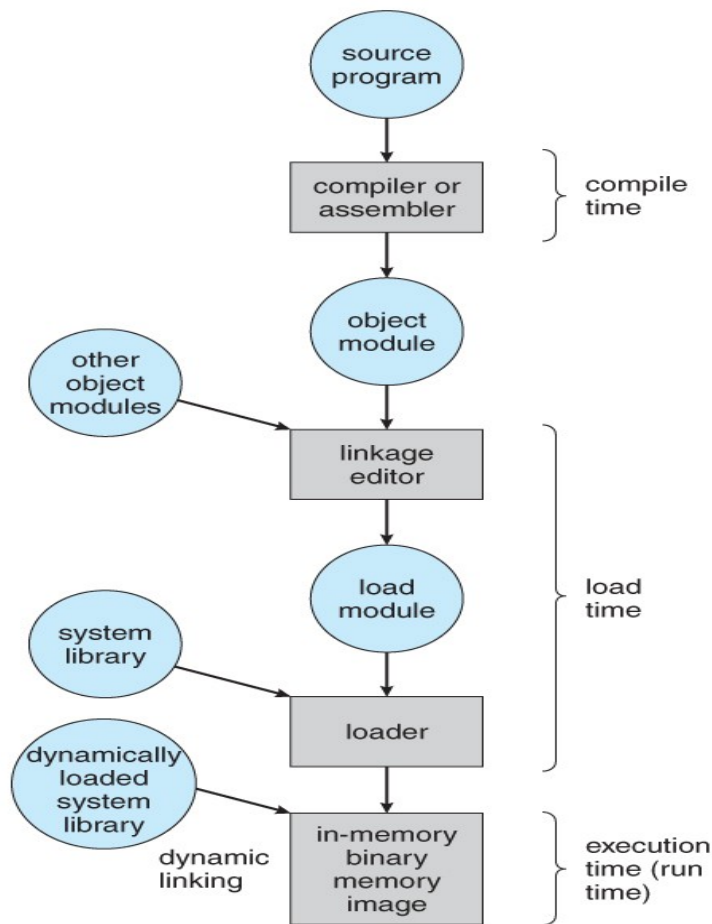 source
program
compiler or
assembler
compile
time
object
module
other
object
modules
linkage
editor
load
module
load
time
system
library
loader
dynamically
loaded
system
library
dynamic
linking
in-memory
binary
memory
image
execution
time (run
time)